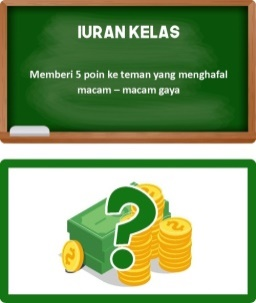 IURAN KELAS
Memberi 5 poin ke teman yang menghafal
macam – macam gaya
?